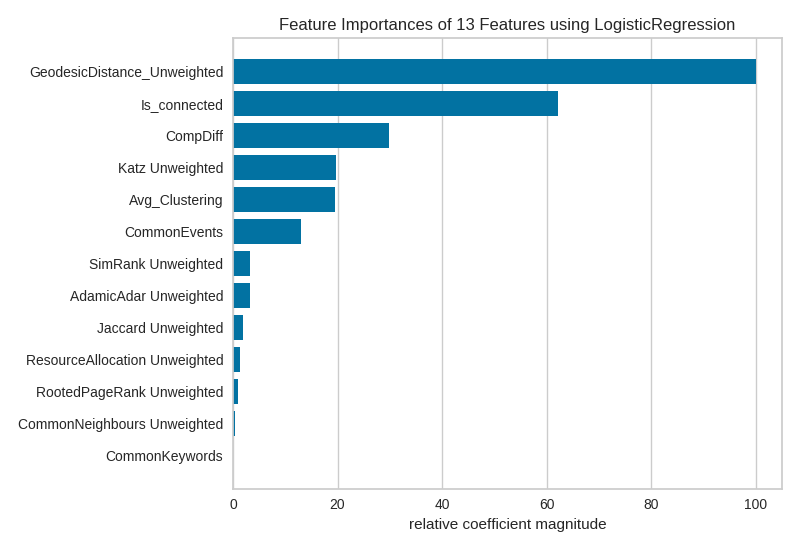 Feature Importances of 13 Features using LogisticRegression
GeodesicDistance_Unweighted
Is_connected
CompDiff
Katz Unweighted
Avg_Clustering
CommonEvents
SimRank Unweighted
AdamicAdar Unweighted
Jaccard Unweighted
ResourceAllocation Unweighted
RootedPageRank Unweighted
CommonNeighbours Unweighted
CommonKeywords
0 20 40 60 80 100
relative coefficient magnitude